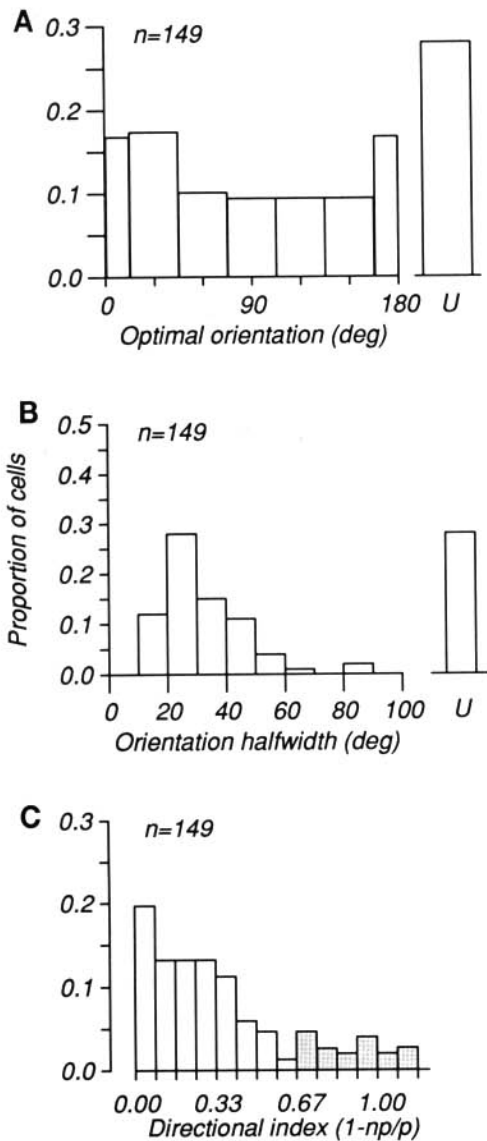 A
n=149
0.3
0.2
0.1
0.0
0 90 180 U
Optimal orientation (deg)
B
n=149
0.5
0.4
0.3
0.2
0.1
0.0
Proportion of cells
0 20 40 60 80 100 U
Orientation halfwidth (deg)
C
n=149
0.3
0.2
0.1
0.0
0.00 0.33 0.67 1.00
Directional index (1-np/p)